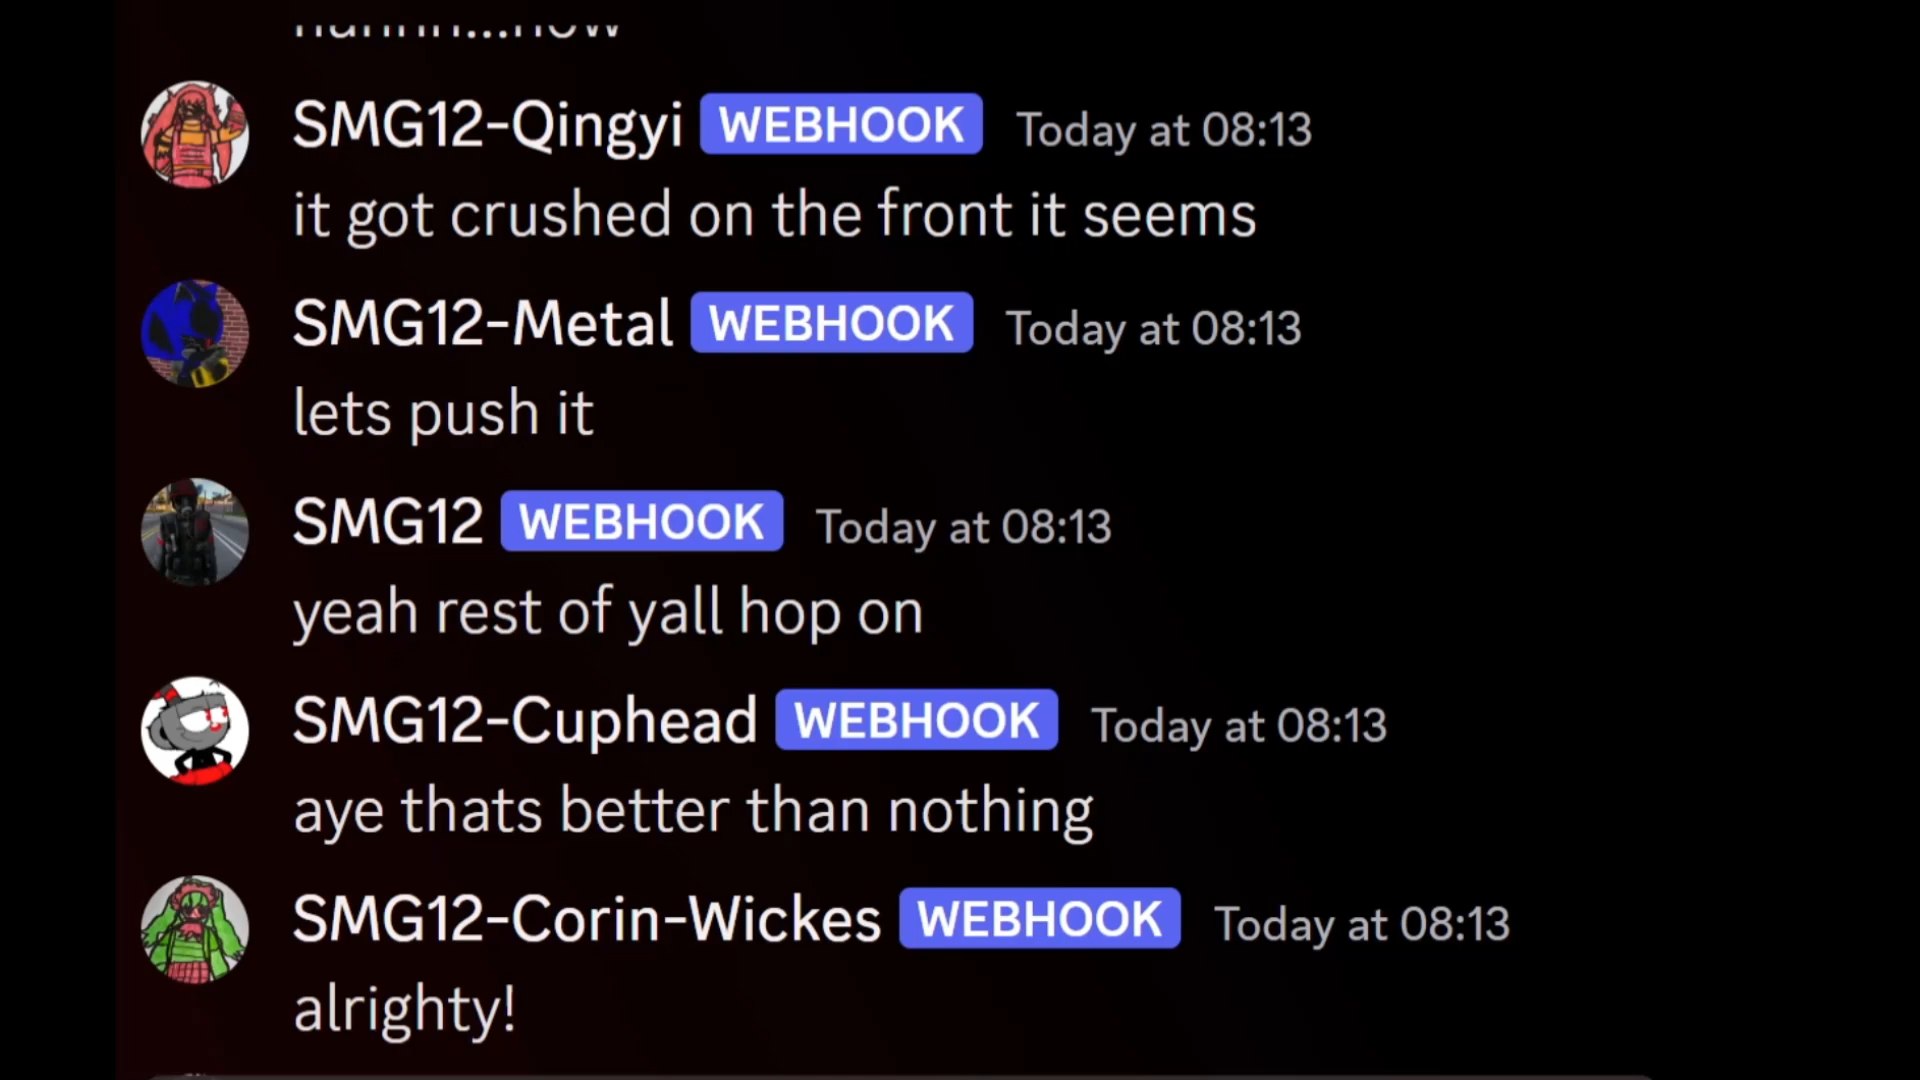 SMG12-Qingyi WEBHOOK Today at 08:13
it got crushed on the front it seems
SMG12-Metal WEBHOOK Today at 08:13
lets push it
SMG12 WEBHOOK Today at 08:13
yeah rest of yall hop on
SMG12-Cuphead WEBHOOK Today at 08:13
aye thats better than nothing
SMG12-Corin-Wickes WEBHOOK Today at 08:13
alrighty!